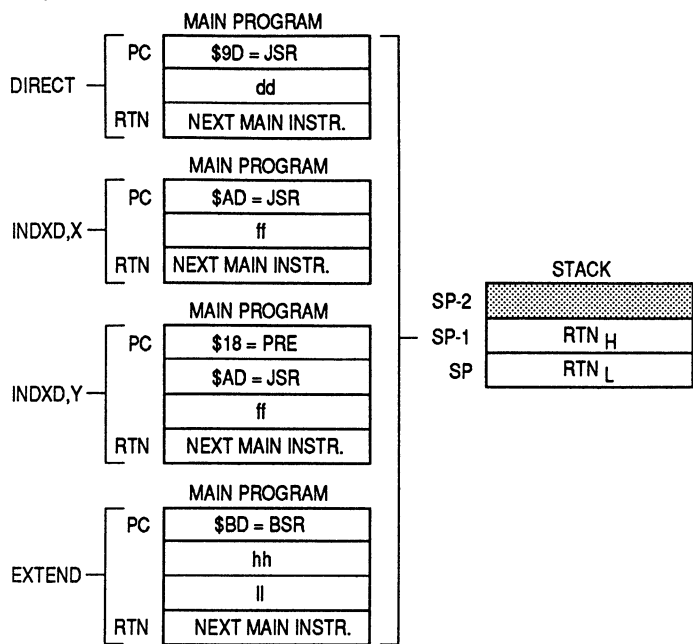 MAIN PROGRAM
PC $9D = JSR
DIRECT dd
RTN NEXT MAIN INSTR.
MAIN PROGRAM
PC $AD = JSR
INDXD,X ff
RTN NEXT MAIN INSTR.
MAIN PROGRAM
PC $18 = PRE
$AD = JSR
INDXD,Y ff
RTN NEXT MAIN INSTR.
MAIN PROGRAM
PC $BD = BSR
hh
EXTEND ll
RTN NEXT MAIN INSTR.
STACK
SP-2
SP-1 RTN H
SP RTN L